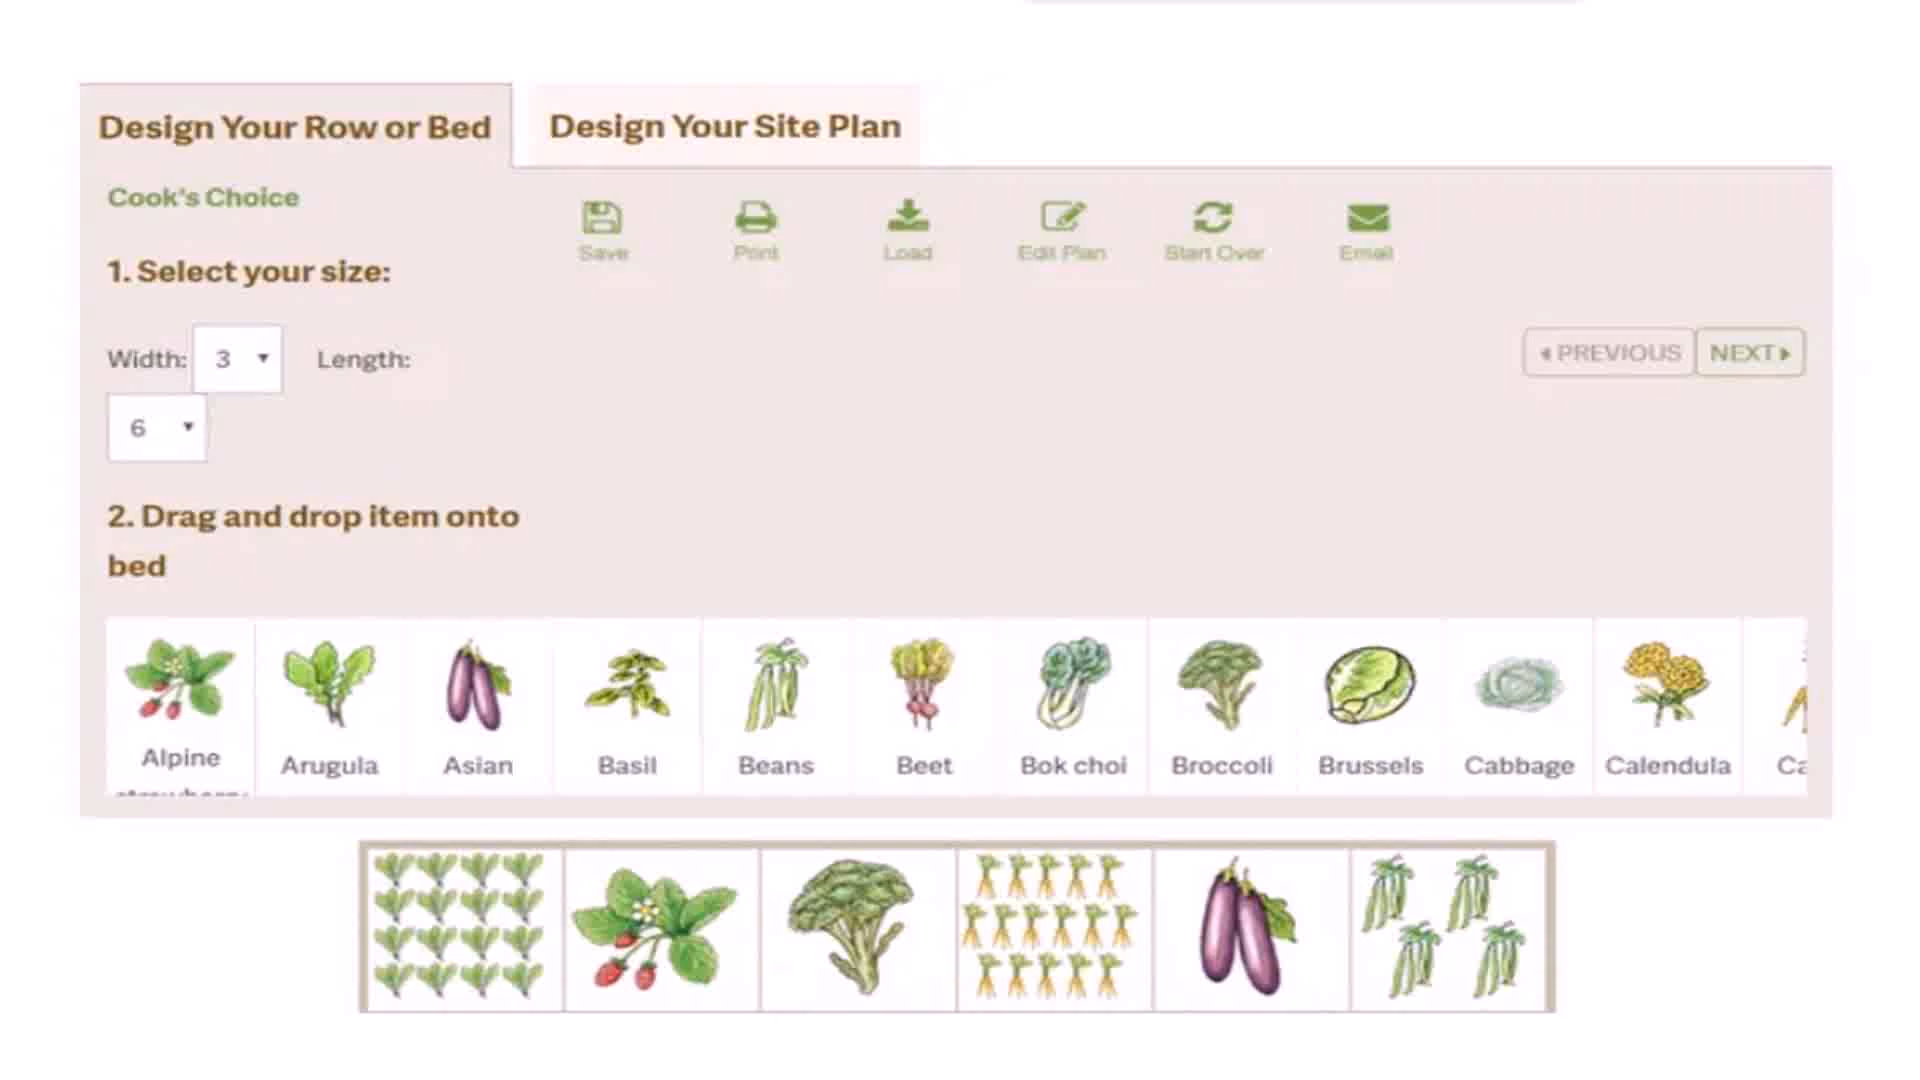 Design Your Row or Bed
Design Your Site Plan
Cook's Choice
Save
Print
Load
Edit Plan
Start Over
Email
1. Select your size:
Width: 3
Length:
PREVIOUS
NEXT
6
2. Drag and drop item onto
bed
Alpine
Arugula
Asian
Basil
Beans
Beet
Bok choi
Broccoli
Brussels
Cabbage
Calendula